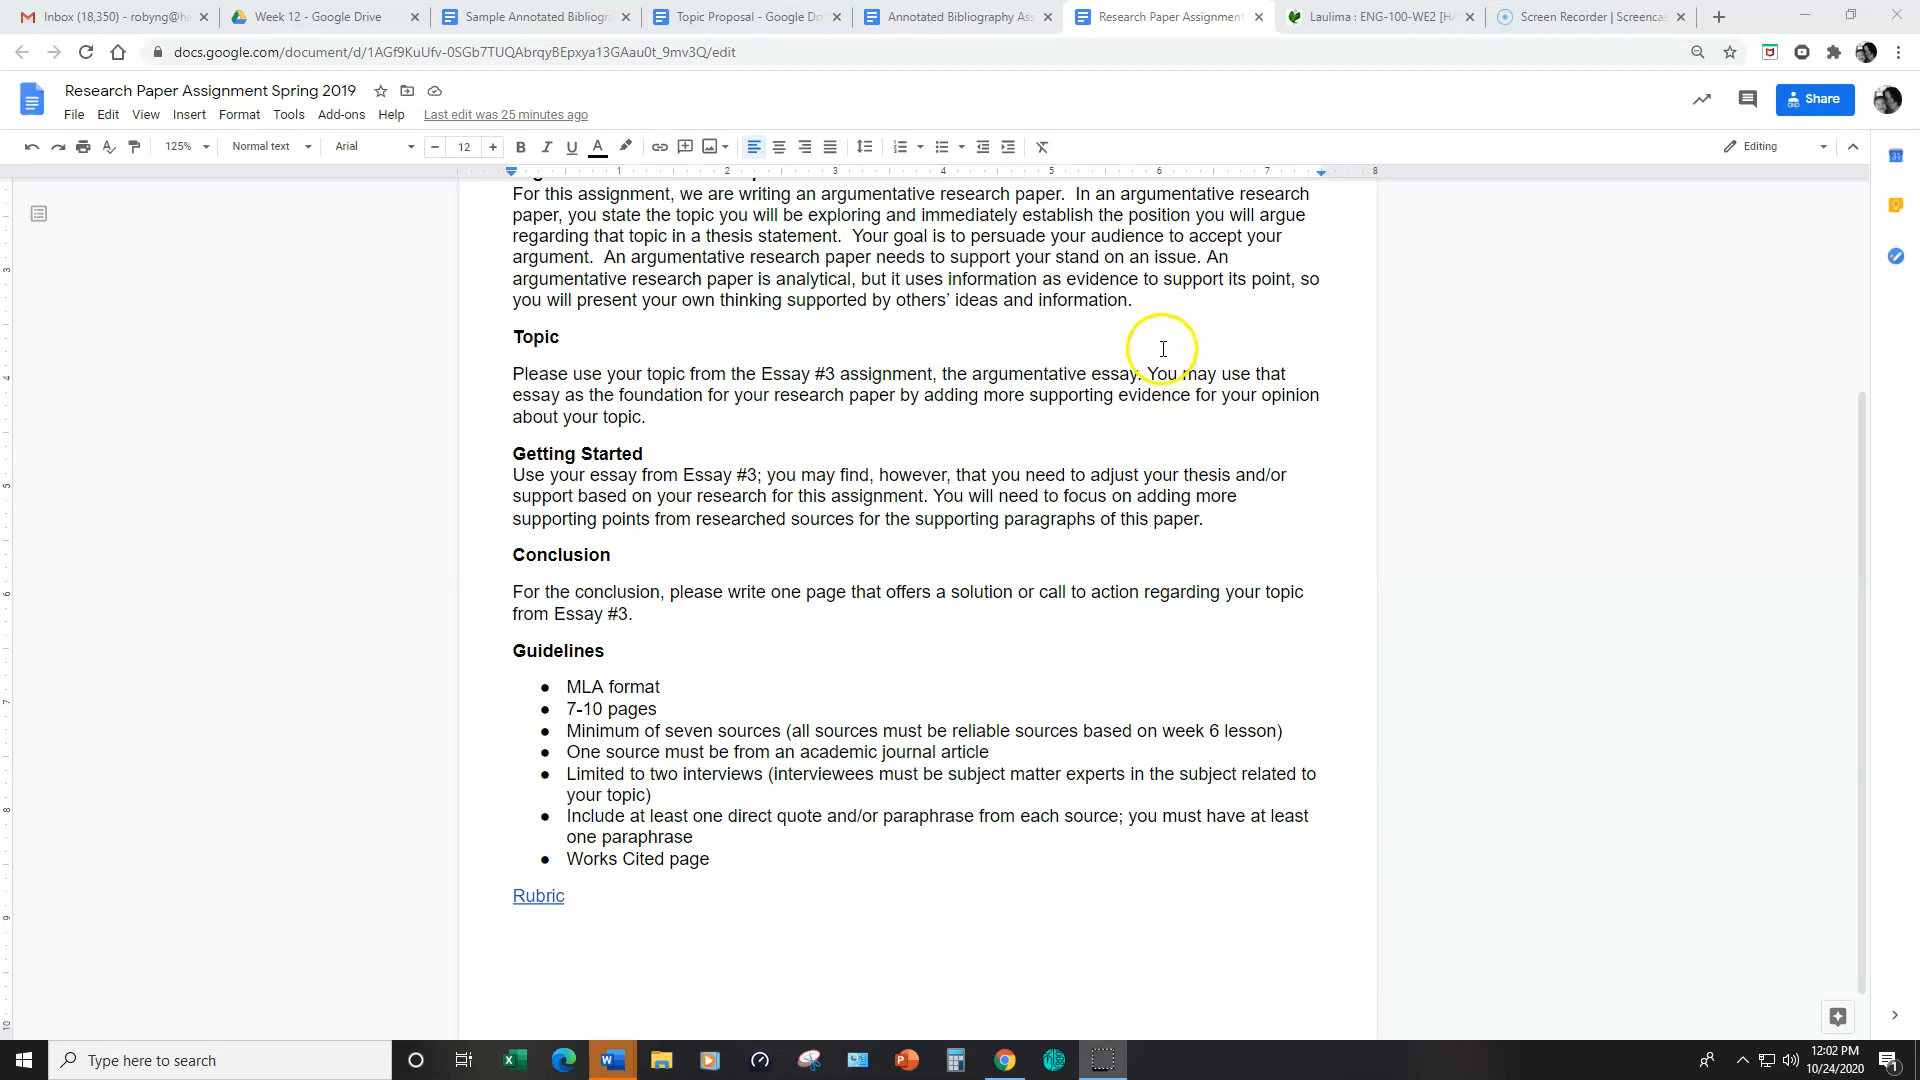 Inbox (18,350) - robyng@ha
Week 12 - Google Drive
Sample Annotated Bibliogra
Topic Proposal - Google Do
Annotated Bibliography Ass
Research Paper Assignment
Laulima : ENG-100-WE2 [HA
Screen Recorder | Screencas
docs.google.com/document/d/1AGf9KuUfv-0SGb7TUQAbrqyBEpxya13GAau0t_9mv3Q/edit
Research Paper Assignment Spring 2019
File Edit View Insert Format Tools Add-ons Help Last edit was 25 minutes ago
Share
125% Normal text Arial 12 Editing
1 2 3 4 5 6 7 8
For this assignment, we are writing an argumentative research paper.  In an argumentative research
paper, you state the topic you will be exploring and immediately establish the position you will argue
regarding that topic in a thesis statement.  Your goal is to persuade your audience to accept your
argument.  An argumentative research paper needs to support your stand on an issue. An
argumentative research paper is analytical, but it uses information as evidence to support its point, so
you will present your own thinking supported by others’ ideas and information.
Topic
Please use your topic from the Essay #3 assignment, the argumentative essay. You may use that
essay as the foundation for your research paper by adding more supporting evidence for your opinion
about your topic.
Getting Started
Use your essay from Essay #3; you may find, however, that you need to adjust your thesis and/or
support based on your research for this assignment. You will need to focus on adding more
supporting points from researched sources for the supporting paragraphs of this paper.
Conclusion
For the conclusion, please write one page that offers a solution or call to action regarding your topic
from Essay #3.
Guidelines
● MLA format
● 7-10 pages
● Minimum of seven sources (all sources must be reliable sources based on week 6 lesson)
● One source must be from an academic journal article
● Limited to two interviews (interviewees must be subject matter experts in the subject related to
your topic)
● Include at least one direct quote and/or paraphrase from each source; you must have at least
one paraphrase
● Works Cited page
Rubric
Type here to search
12:02 PM
10/24/2020